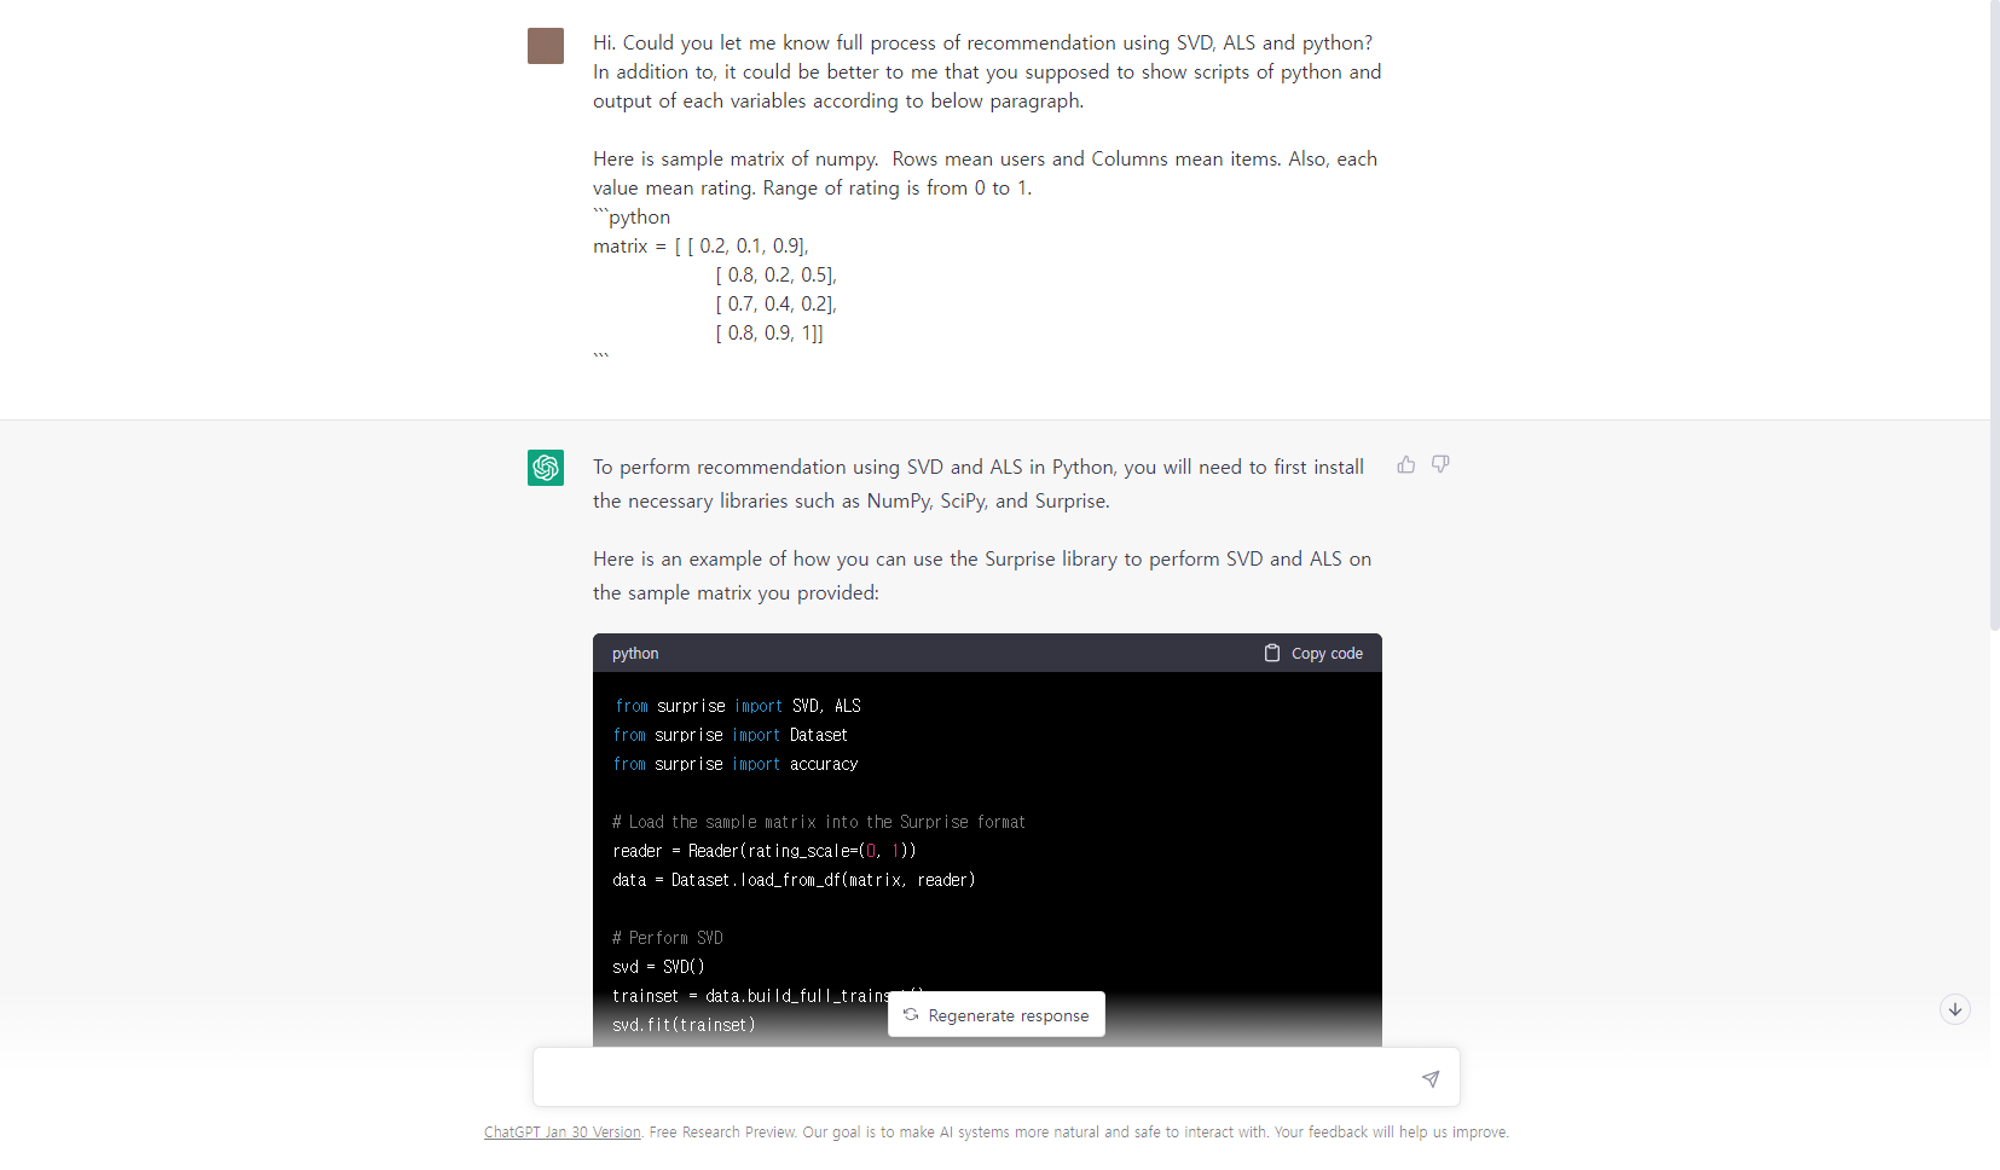 Hi. Could you let me know full process of recommendation using SVD, ALS and python?
In addition to, it could be better to me that you supposed to show scripts of python and
output of each variables according to below paragraph.
Here is sample matrix of numpy.  Rows mean users and Columns mean items. Also, each
value mean rating. Range of rating is from 0 to 1.
```python
matrix = [ [ 0.2, 0.1, 0.9],
[ 0.8, 0.2, 0.5],
[ 0.7, 0.4, 0.2],
[ 0.8, 0.9, 1]]
```
To perform recommendation using SVD and ALS in Python, you will need to first install
the necessary libraries such as NumPy, SciPy, and Surprise.
Here is an example of how you can use the Surprise library to perform SVD and ALS on
the sample matrix you provided:
python
Copy code
from surprise import SVD, ALS
from surprise import Dataset
from surprise import accuracy
# Load the sample matrix into the Surprise format
reader = Reader(rating_scale=(0, 1))
data = Dataset.load_from_df(matrix, reader)
# Perform SVD
svd = SVD()
trainset = data.build_full_trains
svd.fit(trainset)
Regenerate response
ChatGPT Jan 30 Version. Free Research Preview. Our goal is to make AI systems more natural and safe to interact with. Your feedback will help us improve.